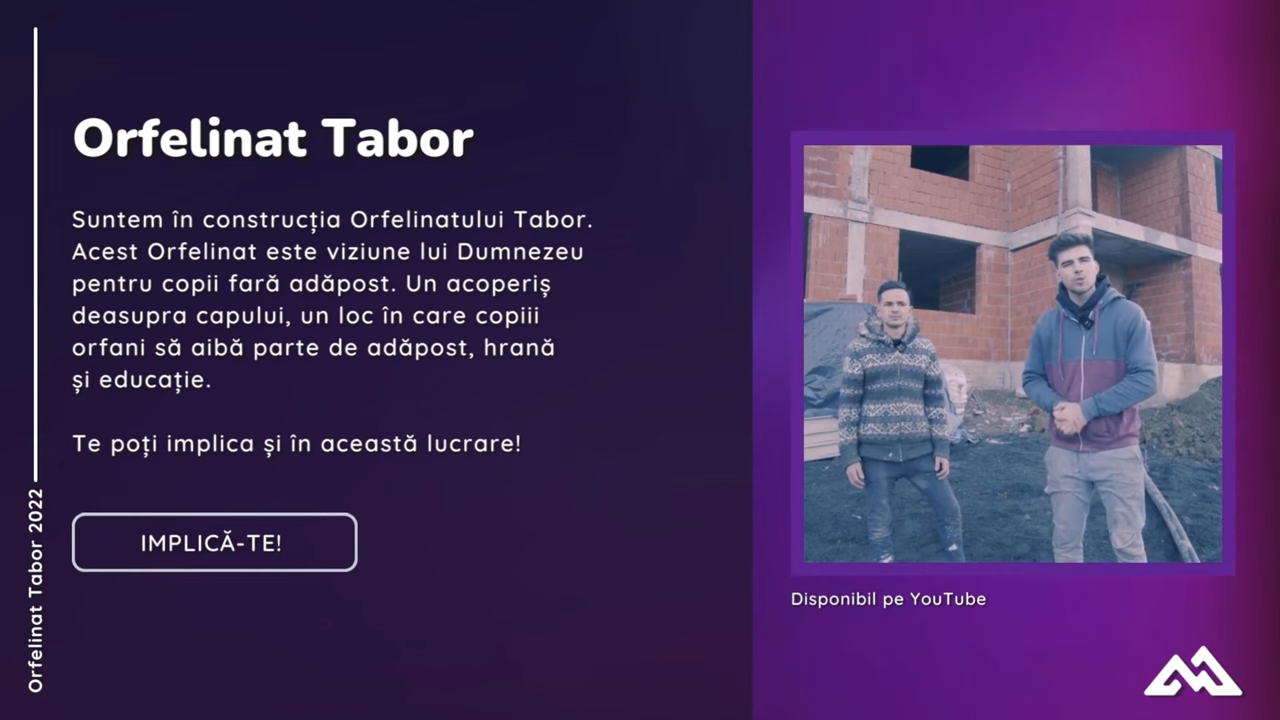 Orfelinat Tabor
Suntem în construcția Orfelinatului Tabor.
Acest Orfelinat este viziune lui Dumnezeu
pentru copii fară adăpost. Un acoperiș
deasupra capului, un loc în care copiii
orfani să aibă parte de adăpost, hrană
și educație.
Te poți implica și în această lucrare!
IMPLICĂ-TE!
Orfelinat Tabor 2022
Disponibil pe YouTube